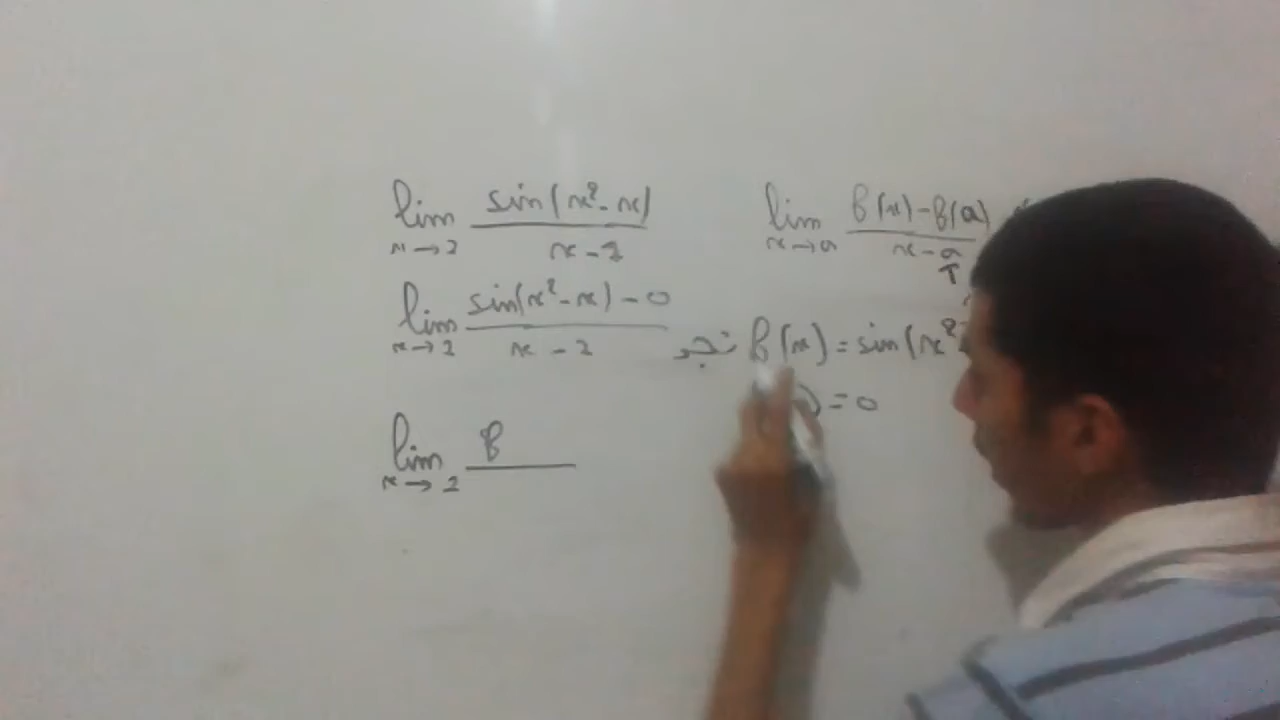 lim x→2 sin(x²-x) / x-2
lim x→a f(x)-f(a) / x-a
lim x→2 sin(x²-x)-0 / x-2
نجد f(x)=sin(x²
)=0
lim x→2 f